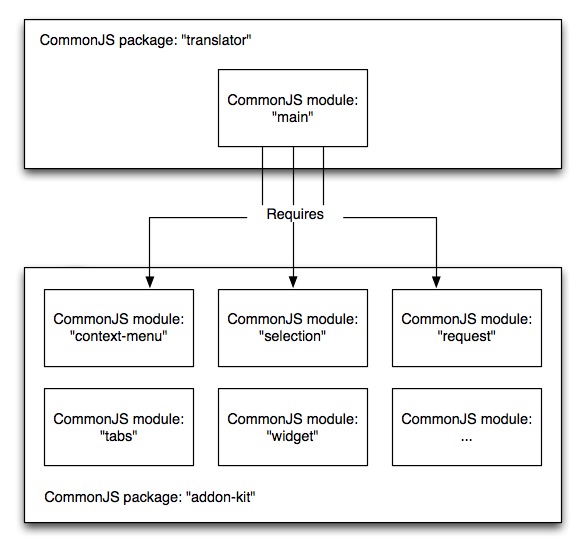 CommonJS package: "translator"
CommonJS module:
"main"
Requires
CommonJS module:
"context-menu"
CommonJS module:
"selection"
CommonJS module:
"request"
CommonJS module:
"tabs"
CommonJS module:
"widget"
CommonJS module:
...
CommonJS package: "addon-kit"